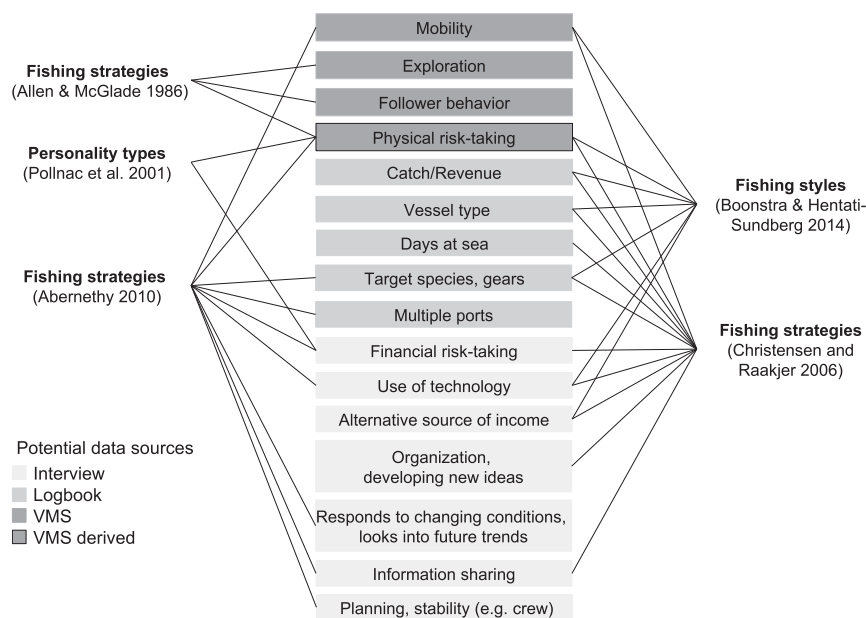 Fishing strategies
(Allen & McGlade 1986)
Personality types
(Pollnac et al. 2001)
Fishing strategies
(Abernethy 2010)
Mobility
Exploration
Follower behavior
Physical risk-taking
Catch/Revenue
Vessel type
Days at sea
Target species, gears
Multiple ports
Financial risk-taking
Use of technology
Alternative source of income
Organization,
developing new ideas
Responds to changing conditions,
looks into future trends
Information sharing
Planning, stability (e.g. crew)
Fishing styles
(Boonstra & Hentati-
Sundberg 2014)
Fishing strategies
(Christensen and
Raakjer 2006)
Potential data sources
Interview
Logbook
VMS
VMS derived